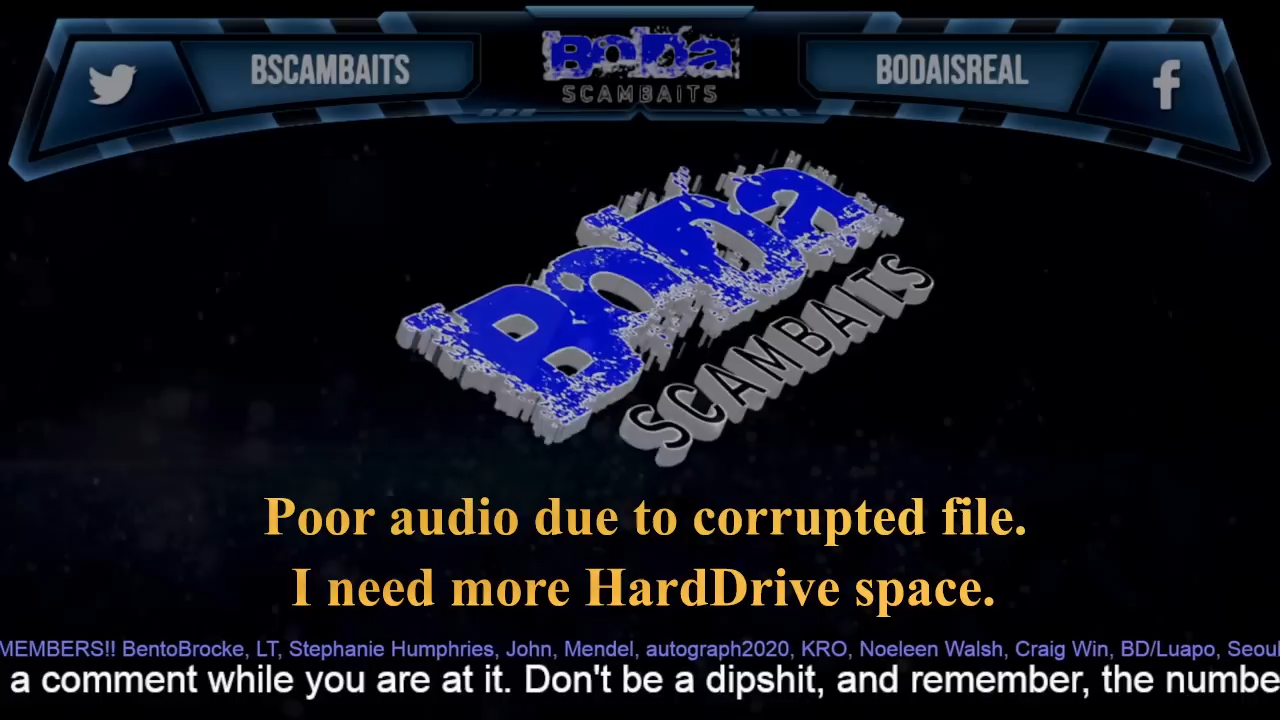 BSCAMBAITS
BoDa
SCAMBAITS
BODAISREAL
BoDa
SCAMBAITS
Poor audio due to corrupted file.
I need more HardDrive space.
MEMBERS!! BentoBrocke, LT, Stephanie Humphries, John, Mendel, autograph2020, KRO, Noeleen Walsh, Craig Win, BD/Luapo, Seoul
a comment while you are at it. Don't be a dipshit, and remember, the numbe